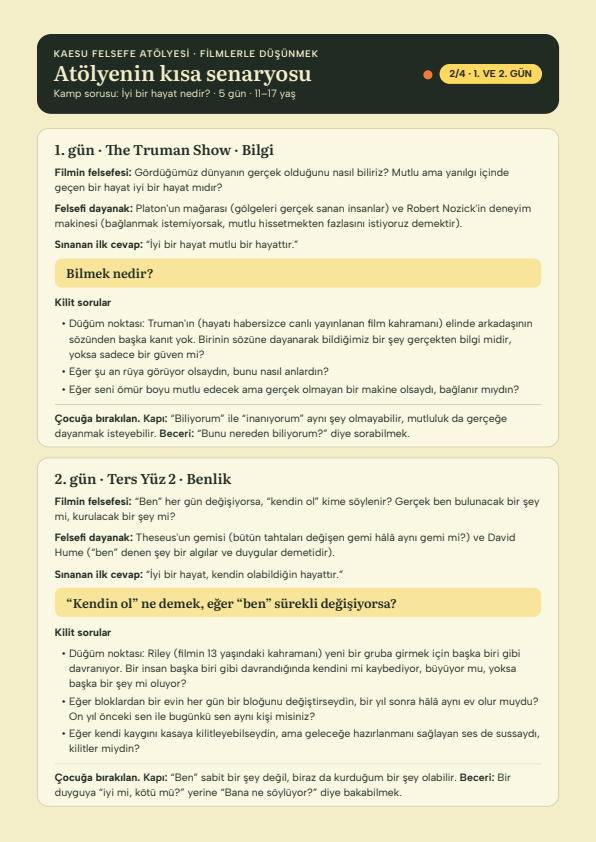 KAESU FELSEFE ATÖLYESİ · FİLMLERLE DÜŞÜNMEK
Atölyenin kısa senaryosu
Kamp sorusu: İyi bir hayat nedir? · 5 gün · 11–17 yaş
2/4 · 1. VE 2. GÜN
1. gün · The Truman Show · Bilgi
Filmin felsefesi: Gördüğümüz dünyanın gerçek olduğunu nasıl biliriz? Mutlu ama yanılgı içinde
geçen bir hayat iyi bir hayat mıdır?
Felsefi dayanak: Platon'un mağarası (gölgeleri gerçek sanan insanlar) ve Robert Nozick'in deneyim
makinesi (bağlanmak istemiyorsak, mutlu hissetmekten fazlasını istiyoruz demektir).
Sınanan ilk cevap: “İyi bir hayat mutlu bir hayattır.”
Bilmek nedir?
Kilit sorular
• Düğüm noktası: Truman'ın (hayatı habersizce canlı yayınlanan film kahramanı) elinde arkadaşının
sözünden başka kanıt yok. Birinin sözüne dayanarak bildiğimiz bir şey gerçekten bilgi midir,
yoksa sadece bir güven mi?
• Eğer şu an rüya görüyor olsaydın, bunu nasıl anlardın?
• Eğer seni ömür boyu mutlu edecek ama gerçek olmayan bir makine olsaydı, bağlanır mıydın?
Çocuğa bırakılan. Kapı: “Biliyorum” ile “inanıyorum” aynı şey olmayabilir, mutluluk da gerçeğe
dayanmak isteyebilir. Beceri: “Bunu nereden biliyorum?” diye sorabilmek.
2. gün · Ters Yüz 2 · Benlik
Filmin felsefesi: “Ben” her gün değişiyorsa, “kendin ol” kime söylenir? Gerçek ben bulunacak bir şey
mi, kurulacak bir şey mi?
Felsefi dayanak: Theseus'un gemisi (bütün tahtaları değişen gemi hâlâ aynı gemi mi?) ve David
Hume (“ben” denen şey bir algılar ve duygular demetidir).
Sınanan ilk cevap: “İyi bir hayat, kendin olabildiğin hayattır.”
“Kendin ol” ne demek, eğer “ben” sürekli değişiyorsa?
Kilit sorular
• Düğüm noktası: Riley (filmin 13 yaşındaki kahramanı) yeni bir gruba girmek için başka biri gibi
davranıyor. Bir insan başka biri gibi davrandığında kendini mi kaybediyor, büyüyor mu, yoksa
başka bir şey mi oluyor?
• Eğer bloklardan bir evin her gün bir bloğunu değiştirseydin, bir yıl sonra hâlâ aynı ev olur muydu?
On yıl önceki sen ile bugünkü sen aynı kişi misiniz?
• Eğer kendi kaygını kasaya kilitleyebilseydin, ama geleceğe hazırlanmanı sağlayan ses de sussaydı,
kilitler miydin?
Çocuğa bırakılan. Kapı: “Ben” sabit bir şey değil, biraz da kurduğum bir şey olabilir. Beceri: Bir
duyguya “iyi mi, kötü mü?” yerine “Bana ne söylüyor?” diye bakabilmek.